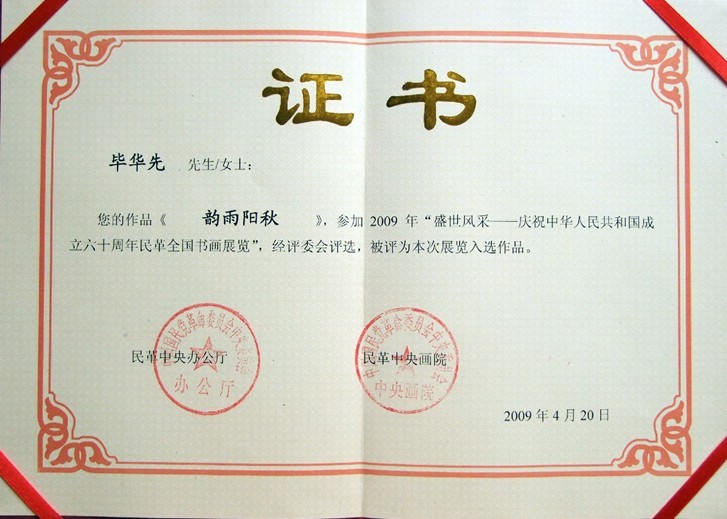 证书
毕华先 先生/女士：
您的作品《 韵雨阳秋 》，参加 2009 年“盛世风采——庆祝中华人民共和国成
立六十周年民革全国书画展览”，经评委会评选，被评为本次展览入选作品。
民革中央办公厅 民革中央画院
办公厅 中央画院
2009 年 4 月 20 日